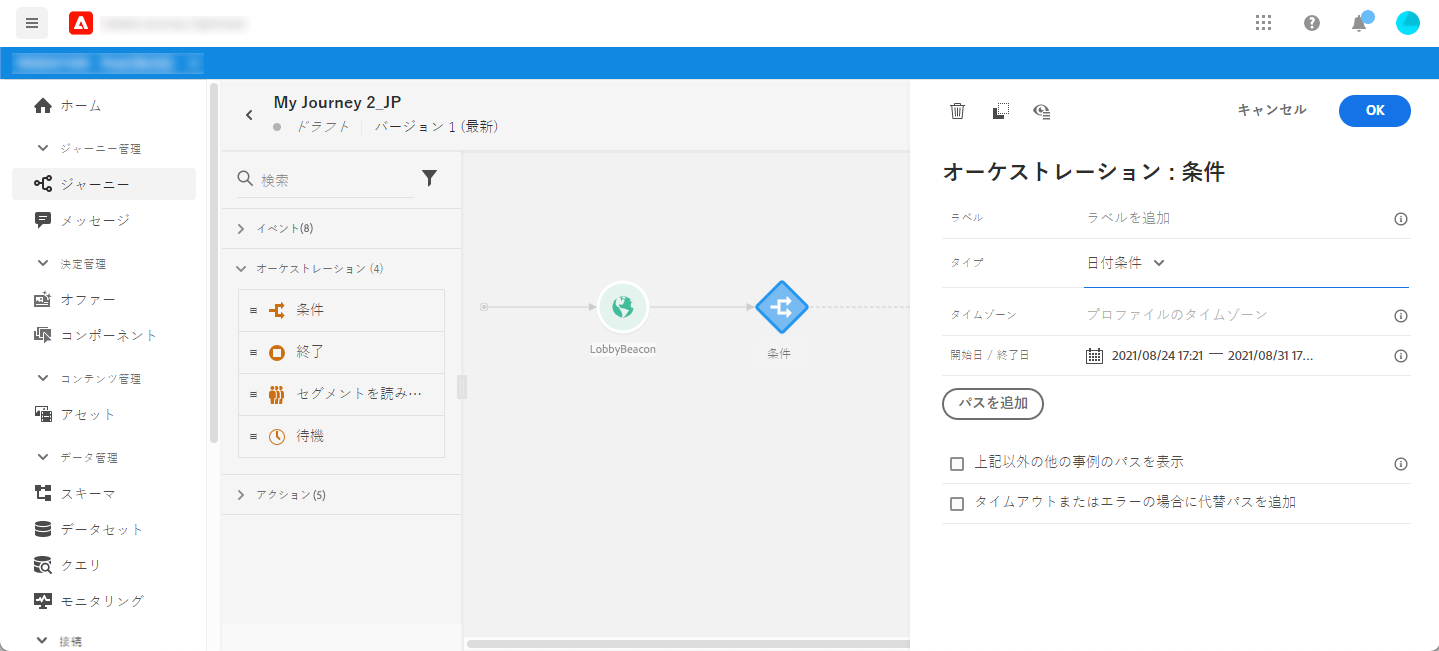 ホーム
ジャーニー管理
ジャーニー
メッセージ
決定管理
オファー
コンポーネント
コンテンツ管理
アセット
データ管理
スキーマ
データセット
クエリ
モニタリング
接続
My Journey 2_JP
ドラフト
バージョン 1 (最新)
検索
イベント(8)
オーケストレーション (4)
条件
終了
セグメントを読み…
待機
アクション(5)
LobbyBeacon
条件
キャンセル
OK
オーケストレーション : 条件
ラベル ラベルを追加
タイプ 日付条件
タイムゾーン プロファイルのタイムゾーン
開始日 / 終了日 2021/08/24 17:21 — 2021/08/31 17...
パスを追加
上記以外の他の事例のパスを表示
タイムアウトまたはエラーの場合に代替パスを追加